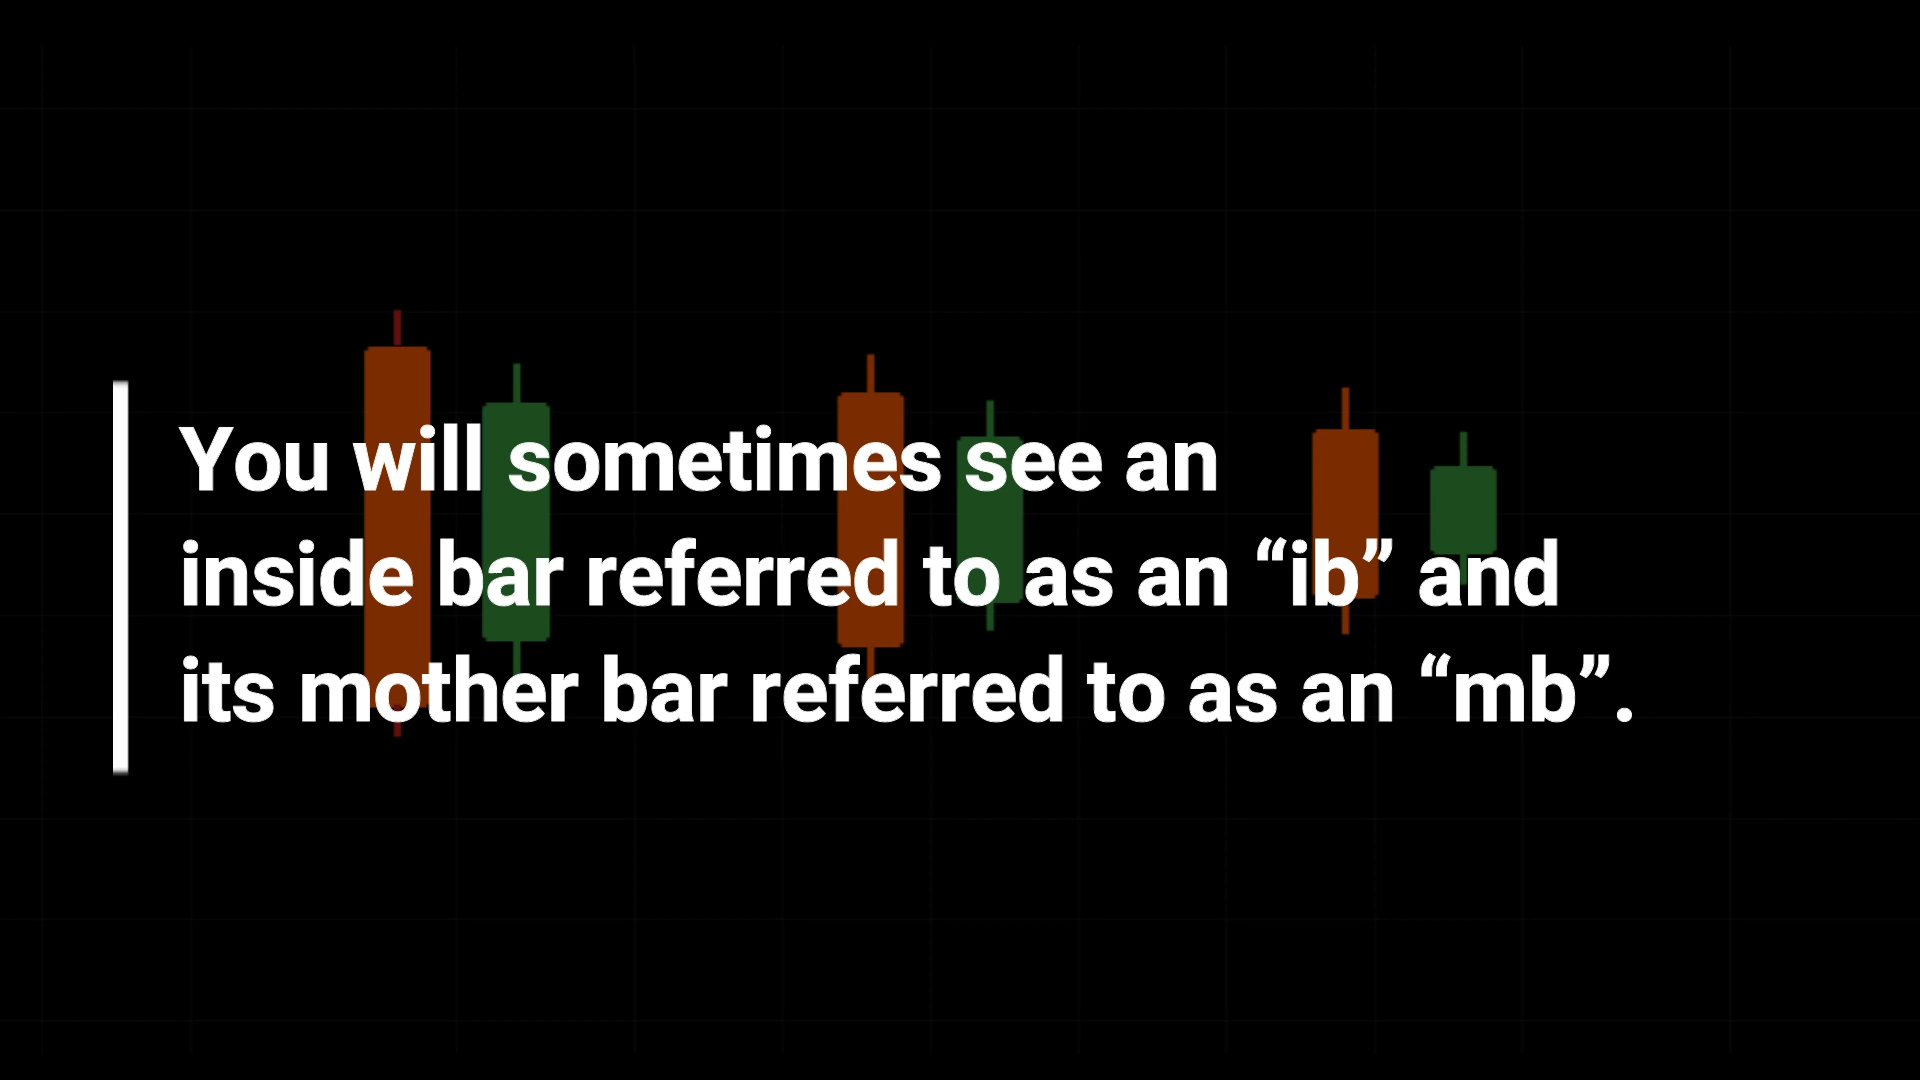 You will sometimes see an
inside bar referred to as an “ib” and
its mother bar referred to as an “mb”.